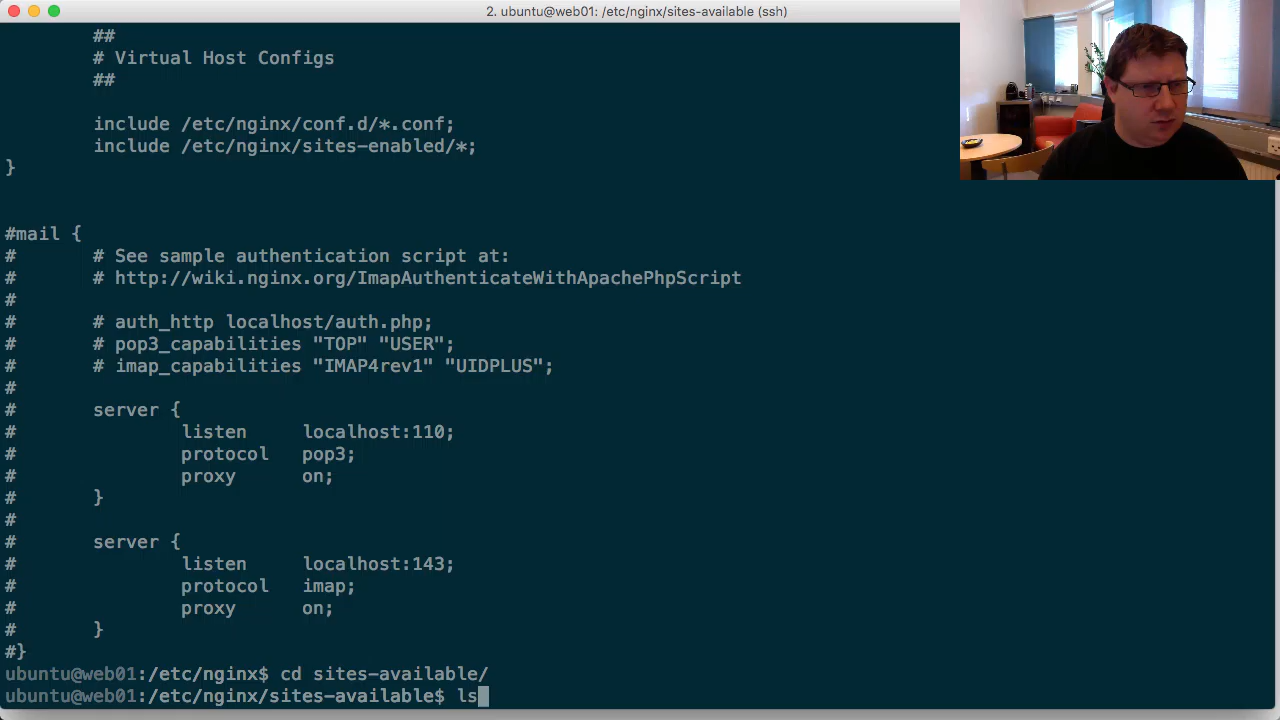 2. ubuntu@web01: /etc/nginx/sites-available (ssh)
##
# Virtual Host Configs
##
include /etc/nginx/conf.d/*.conf;
include /etc/nginx/sites-enabled/*;
}
#mail {
# # See sample authentication script at:
# # http://wiki.nginx.org/ImapAuthenticateWithApachePhpScript
#
# # auth_http localhost/auth.php;
# # pop3_capabilities "TOP" "USER";
# # imap_capabilities "IMAP4rev1" "UIDPLUS";
#
# server {
# listen localhost:110;
# protocol pop3;
# proxy on;
# }
#
# server {
# listen localhost:143;
# protocol imap;
# proxy on;
# }
#}
ubuntu@web01:/etc/nginx$ cd sites-available/
ubuntu@web01:/etc/nginx/sites-available$ ls